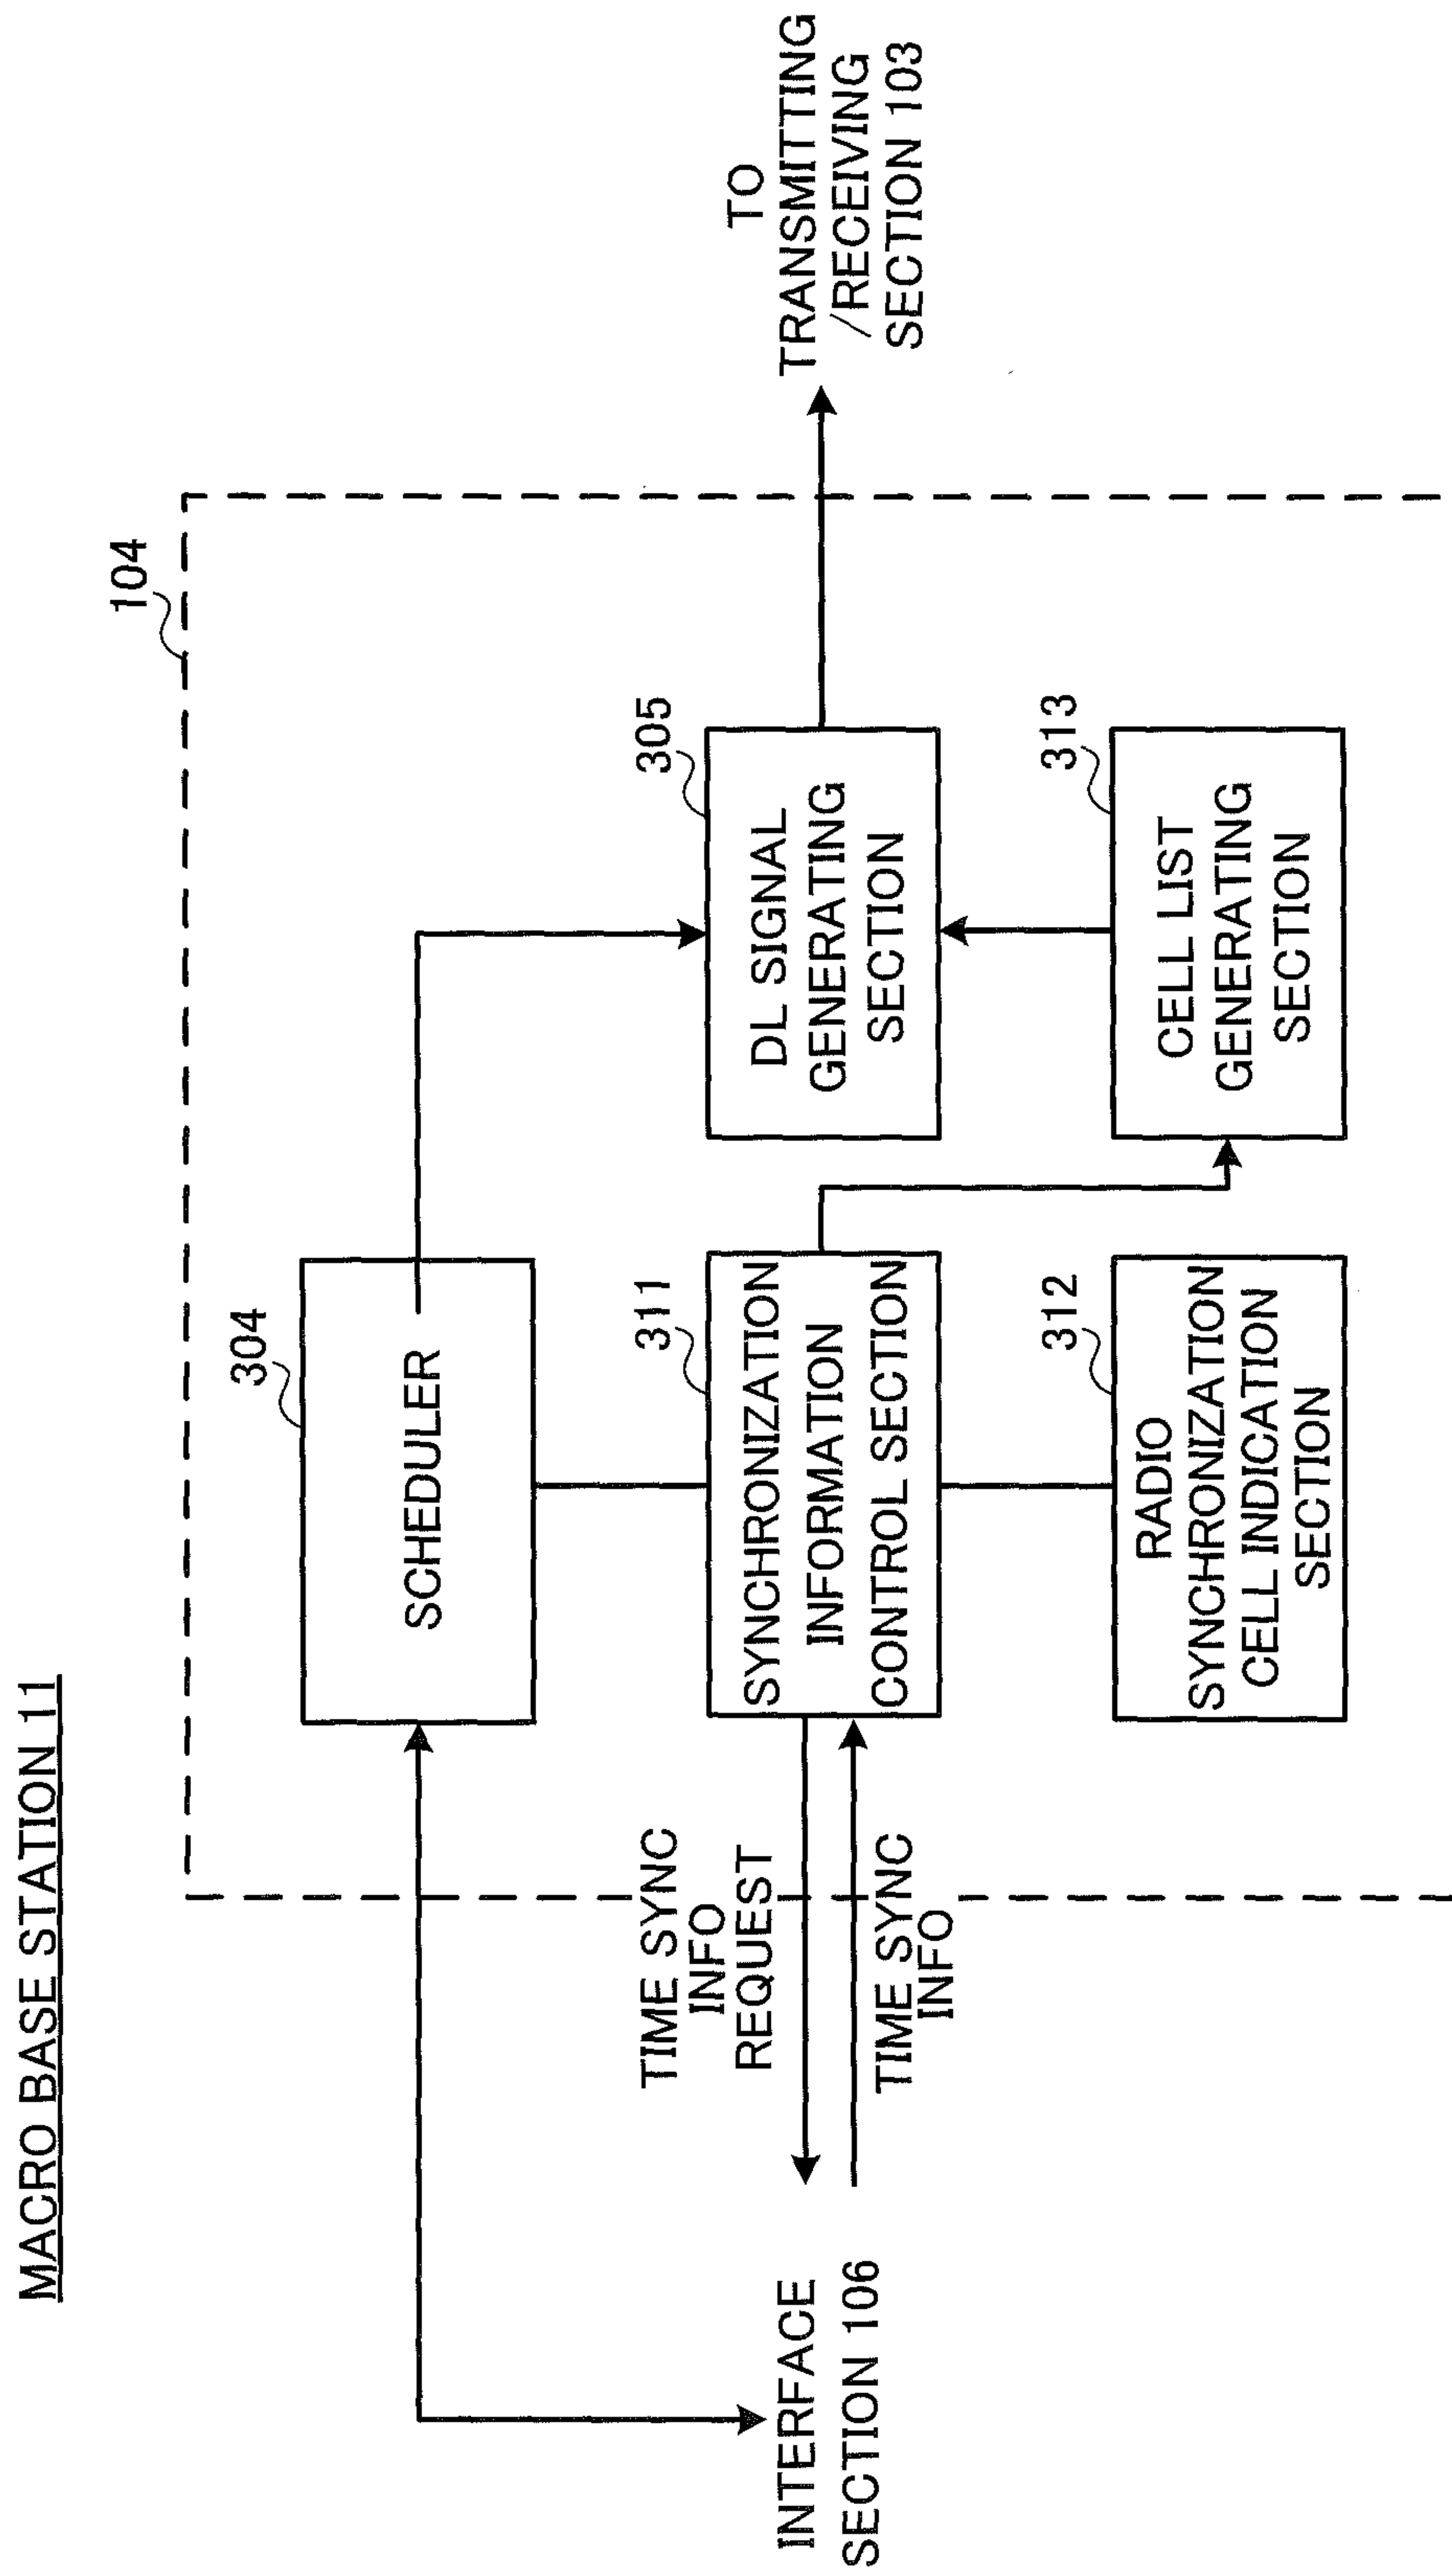 MACRO BASE STATION 11
104
304
SCHEDULER
TIME SYNC
INFO
REQUEST
311
SYNCHRONIZATION
INFORMATION
CONTROL SECTION
305
DL SIGNAL
GENERATING
SECTION
TO
TRANSMITTING
/RECEIVING
SECTION 103
INTERFACE
SECTION 106
TIME SYNC
INFO
312
RADIO
SYNCHRONIZATION
CELL INDICATION
SECTION
313
CELL LIST
GENERATING
SECTION